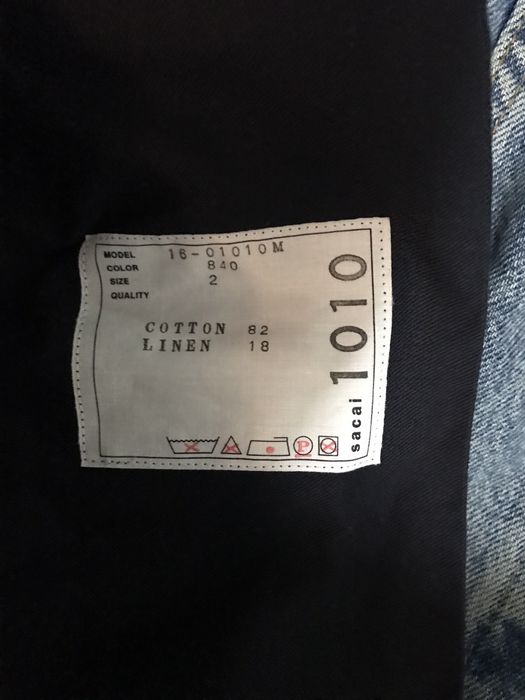 MODEL 16-01010M
COLOR 840
SIZE 2
QUALITY
COTTON 82
LINEN 18
P
sacai 1010